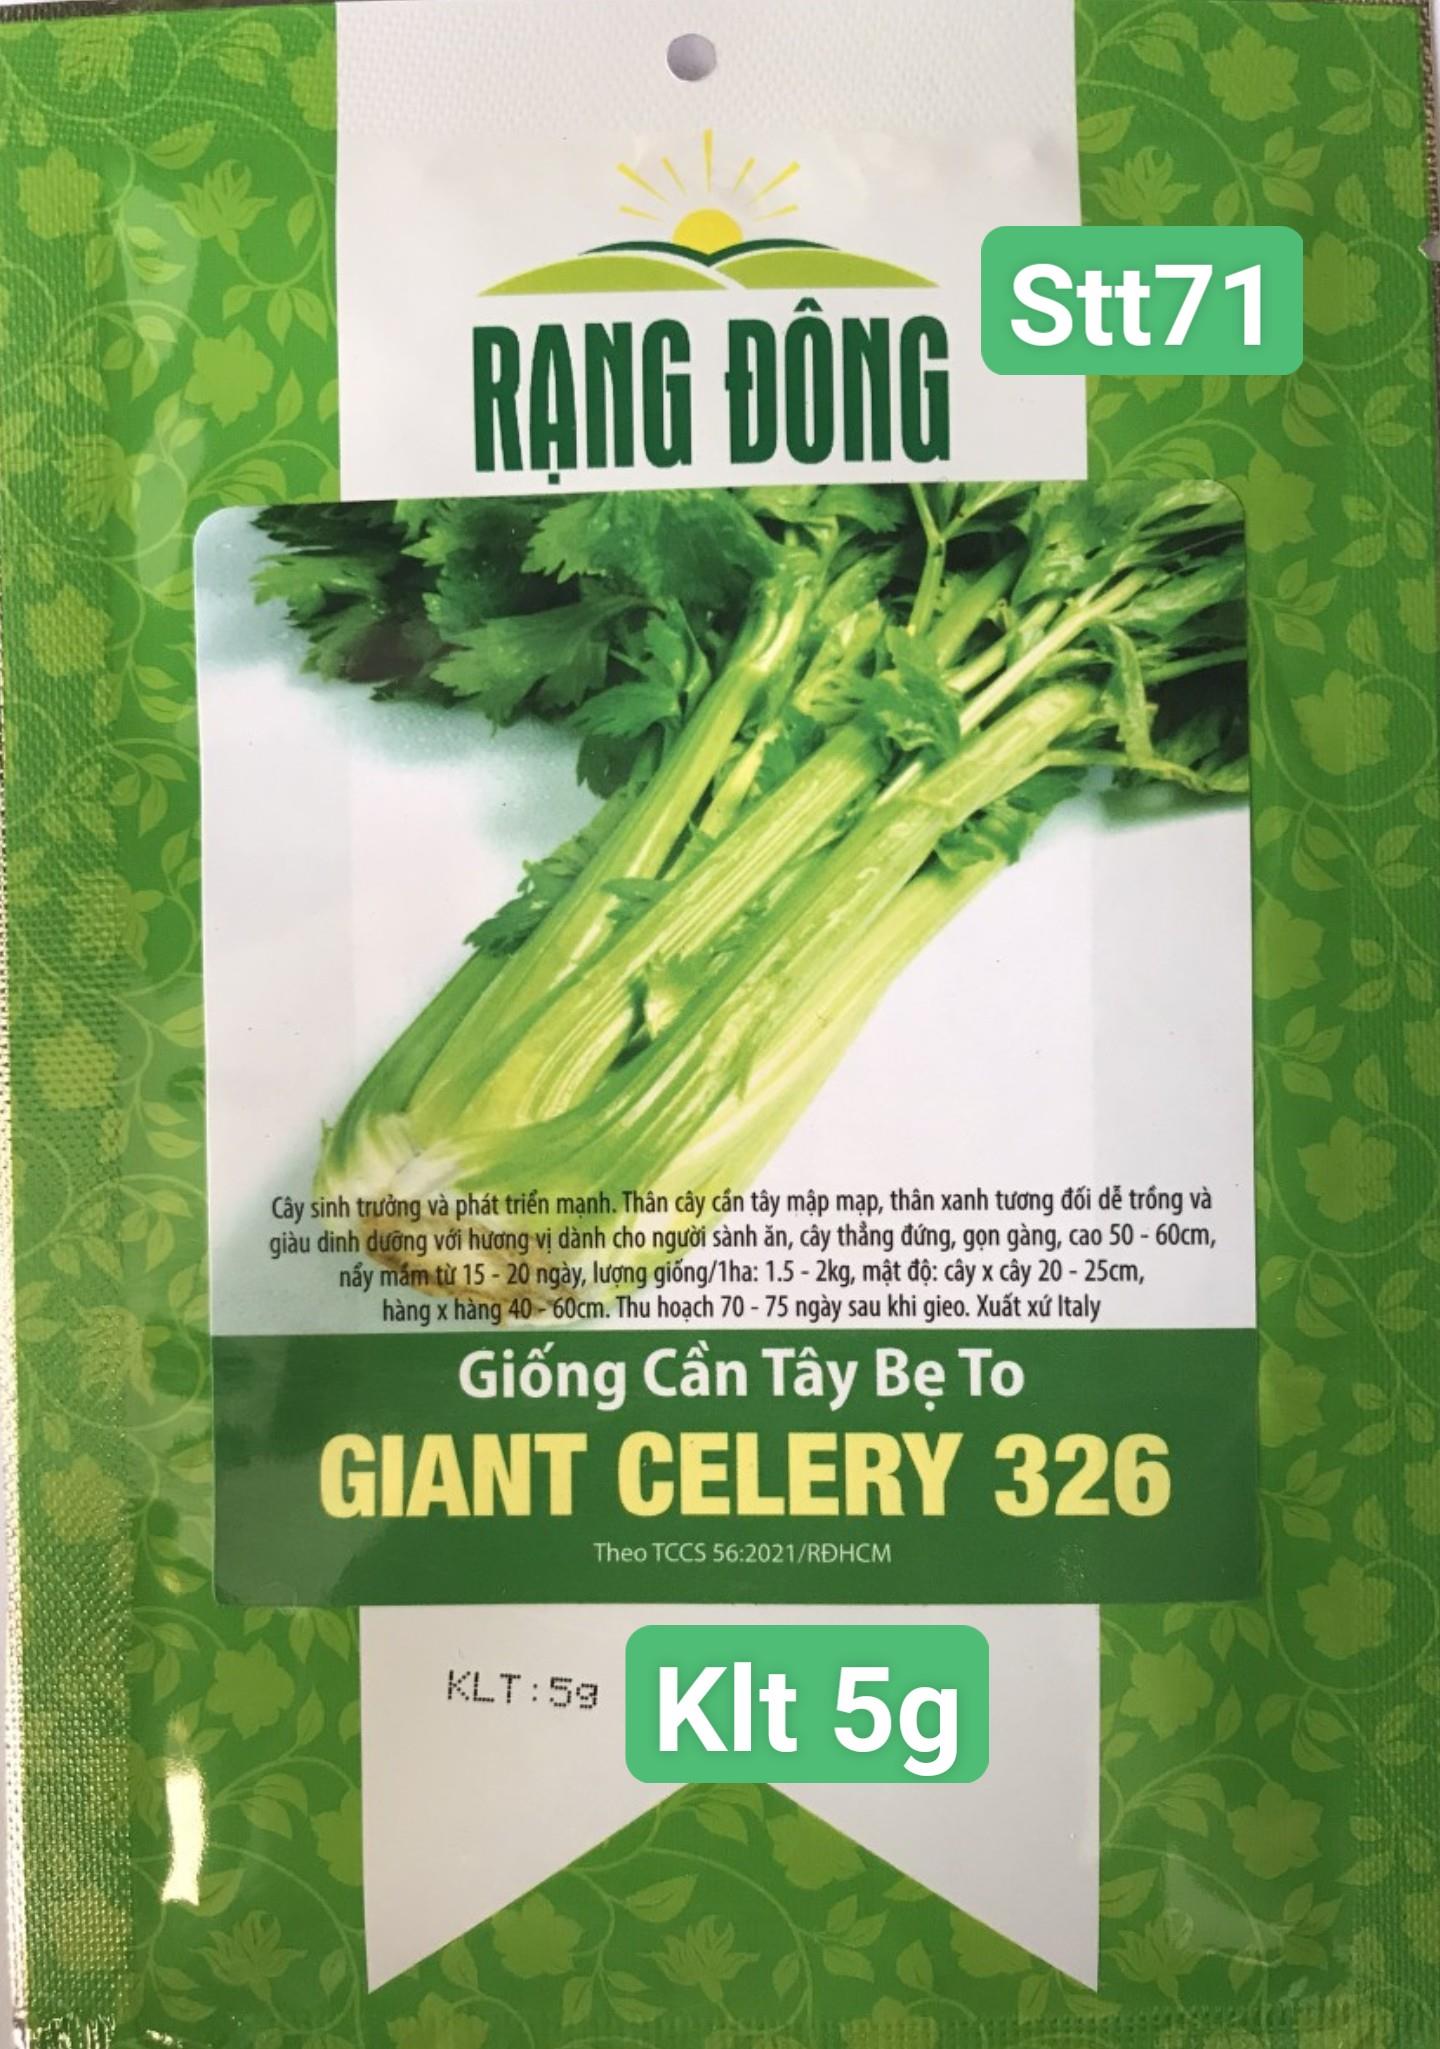 RẠNG ĐÔNG
Stt71
Cây sinh trưởng và phát triển mạnh. Thân cây cần tây mập mạp, thân xanh tương đối dễ trồng và
giàu dinh dưỡng với hương vị dành cho người sành ăn, cây thẳng đứng, gọn gàng, cao 50 - 60cm,
nẩy mầm từ 15 - 20 ngày, lượng giống/1ha: 1.5 - 2kg, mật độ: cây x cây 20 - 25cm,
hàng x hàng 40 - 60cm. Thu hoạch 70 - 75 ngày sau khi gieo. Xuất xứ Italy
Giống Cần Tây Bẹ To
GIANT CELERY 326
Theo TCCS 56:2021/RĐHCM
KLT:5g
Klt 5g